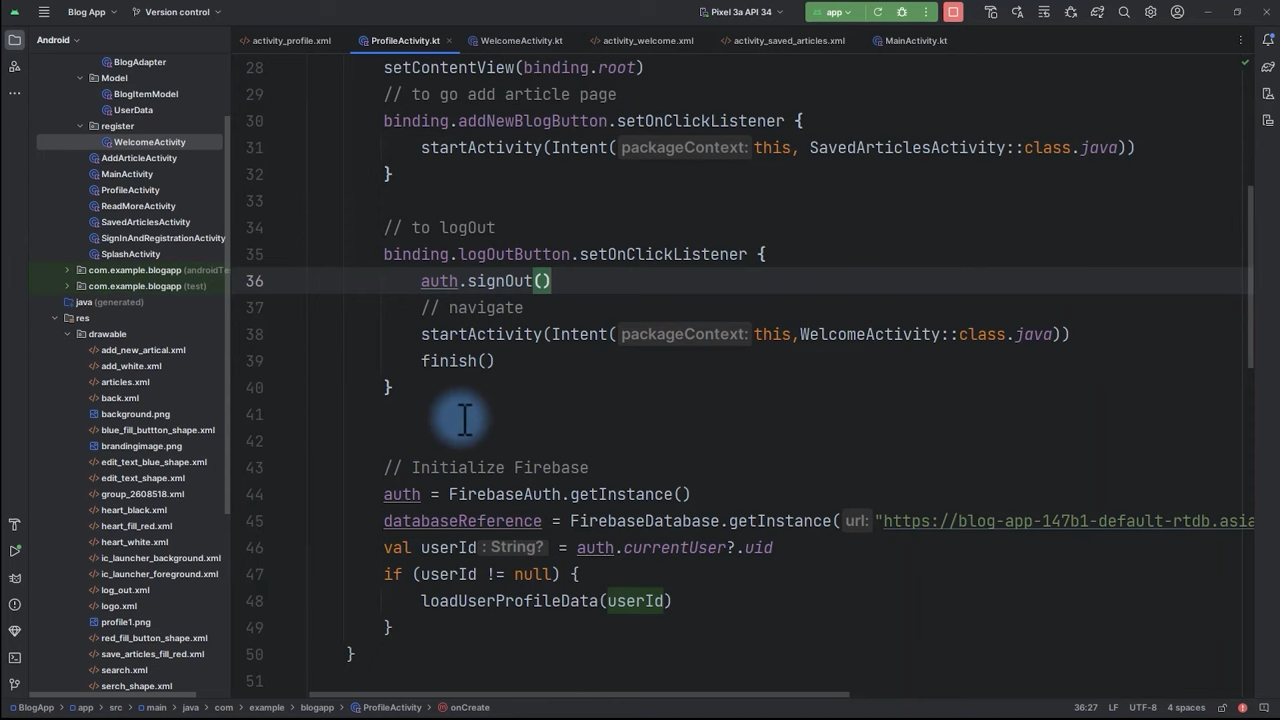 Blog App
Version control
Pixel 3a API 34
app
Android
activity_profile.xml
ProfileActivity.kt
WelcomeActivity.kt
activity_welcome.xml
activity_saved_articles.xml
MainActivity.kt
BlogAdapter
Model
BlogItemModel
UserData
register
WelcomeActivity
AddArticleActivity
MainActivity
ProfileActivity
ReadMoreActivity
SavedArticlesActivity
SignInAndRegistrationActivity
SplashActivity
com.example.blogapp (androidTe
com.example.blogapp (test)
java (generated)
res
drawable
add_new_artical.xml
add_white.xml
articles.xml
back.xml
background.png
blue_fill_buttton_shape.xml
brandingimage.png
edit_text_blue_shape.xml
edit_text_shape.xml
group_2608518.xml
heart_black.xml
heart_fill_red.xml
heart_white.xml
ic_launcher_background.xml
ic_launcher_foreground.xml
log_out.xml
logo.xml
profile1.png
red_fill_button_shape.xml
save_articles_fill_red.xml
search.xml
serch_shape.xml
28 setContentView(binding.root)
29 // to go add article page
30 binding.addNewBlogButton.setOnClickListener {
31 startActivity(Intent( packageContext: this, SavedArticlesActivity::class.java))
32 }
33
34 // to logOut
35 binding.logOutButton.setOnClickListener {
36 auth.signOut()
37 // navigate
38 startActivity(Intent( packageContext: this,WelcomeActivity::class.java))
39 finish()
40 }
41
42
43 // Initialize Firebase
44 auth = FirebaseAuth.getInstance()
45 databaseReference = FirebaseDatabase.getInstance( url: "https://blog-app-147b1-default-rtdb.asia
46 val userId : String? = auth.currentUser?.uid
47 if (userId != null) {
48 loadUserProfileData(userId)
49 }
50 }
51
BlogApp > app > src > main > java > com > example > blogapp > ProfileActivity > onCreate
36:27 LF UTF-8 4 spaces